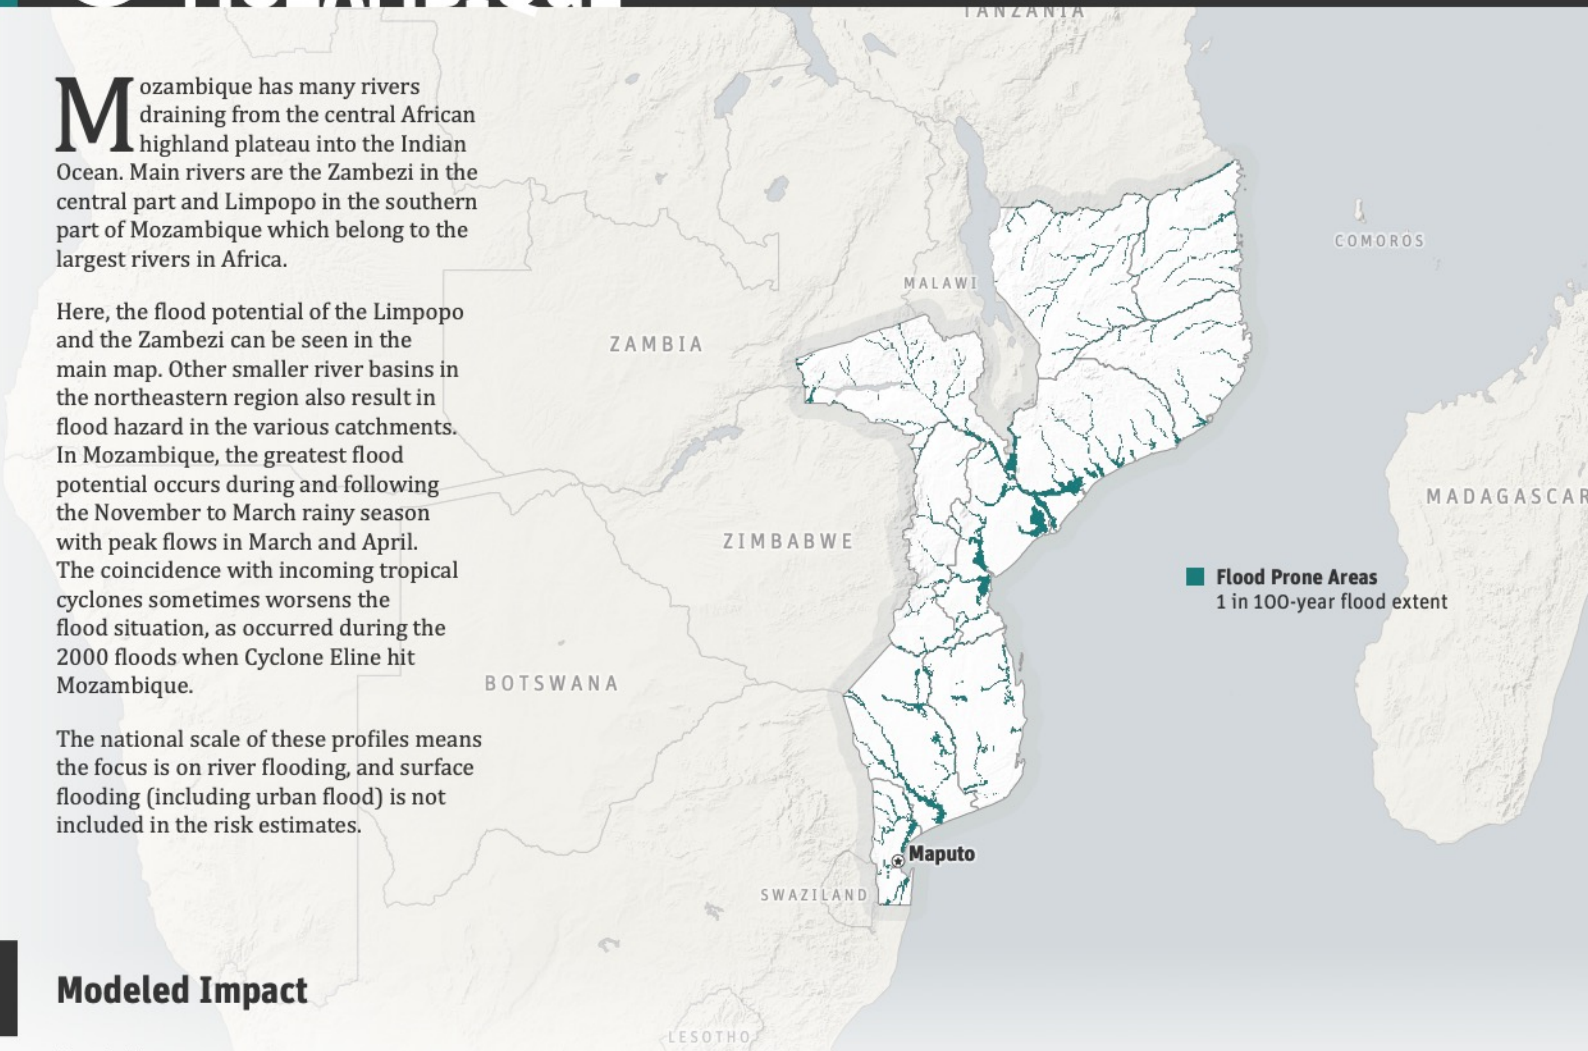 TANZANIA
Mozambique has many rivers
draining from the central African
highland plateau into the Indian
Ocean. Main rivers are the Zambezi in the
central part and Limpopo in the southern
part of Mozambique which belong to the
largest rivers in Africa.
Here, the flood potential of the Limpopo
and the Zambezi can be seen in the
main map. Other smaller river basins in
the northeastern region also result in
flood hazard in the various catchments.
In Mozambique, the greatest flood
potential occurs during and following
the November to March rainy season
with peak flows in March and April.
The coincidence with incoming tropical
cyclones sometimes worsens the
flood situation, as occurred during the
2000 floods when Cyclone Eline hit
Mozambique.
The national scale of these profiles means
the focus is on river flooding, and surface
flooding (including urban flood) is not
included in the risk estimates.
COMOROS
MALAWI
ZAMBIA
MADAGASCAR
ZIMBABWE
Flood Prone Areas
1 in 100-year flood extent
BOTSWANA
Maputo
SWAZILAND
Modeled Impact
LESOTHO